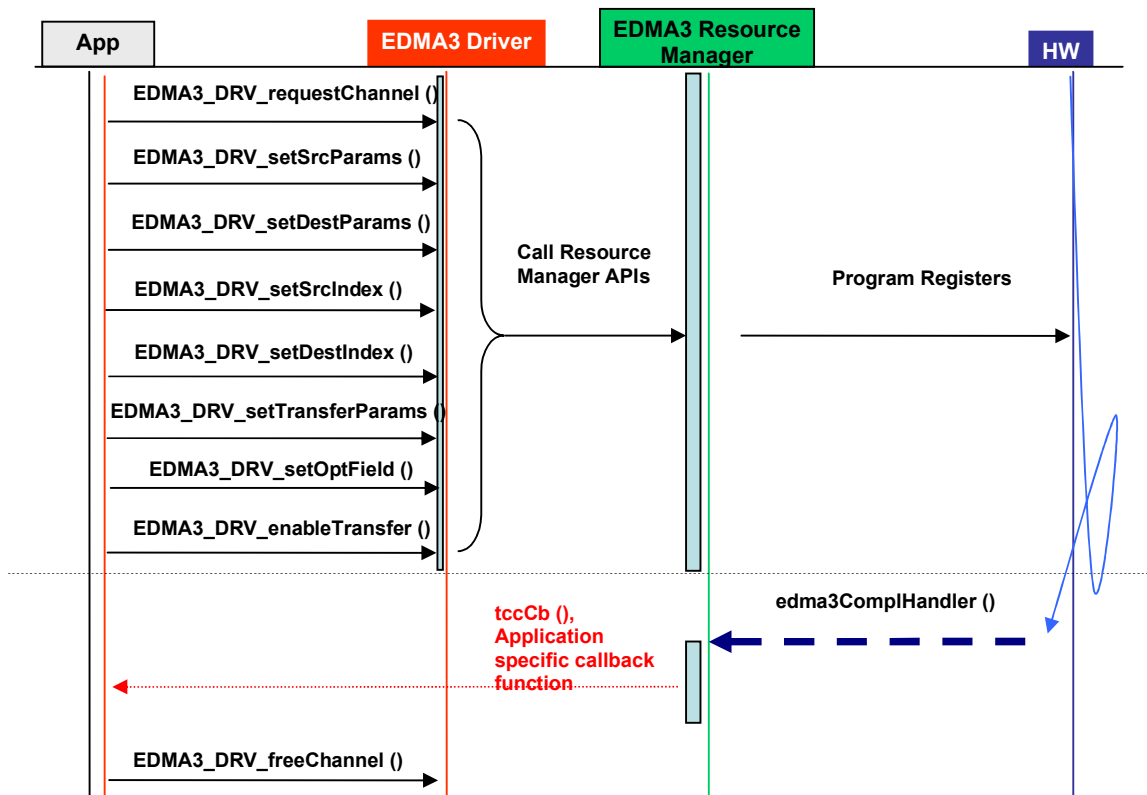 App
EDMA3 Driver
EDMA3 Resource
Manager
HW
EDMA3_DRV_requestChannel ()
EDMA3_DRV_setSrcParams ()
EDMA3_DRV_setDestParams ()
EDMA3_DRV_setSrcIndex ()
EDMA3_DRV_setDestIndex ()
EDMA3_DRV_setTransferParams ()
EDMA3_DRV_setOptField ()
EDMA3_DRV_enableTransfer ()
Call Resource
Manager APIs
Program Registers
edma3ComplHandler ()
tccCb (),
Application
specific callback
function
EDMA3_DRV_freeChannel ()